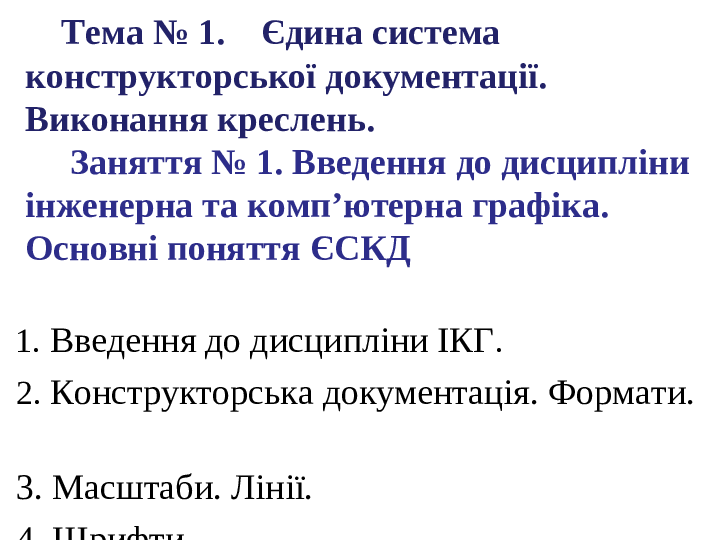 Тема № 1. Єдина система
конструкторської документації.
Виконання креслень.
Заняття № 1. Введення до дисципліни
інженерна та комп’ютерна графіка.
Основні поняття ЄСКД
1. Введення до дисципліни ІКГ.
2. Конструкторська документація. Формати.
3. Масштаби. Лінії.
4. Шрифти